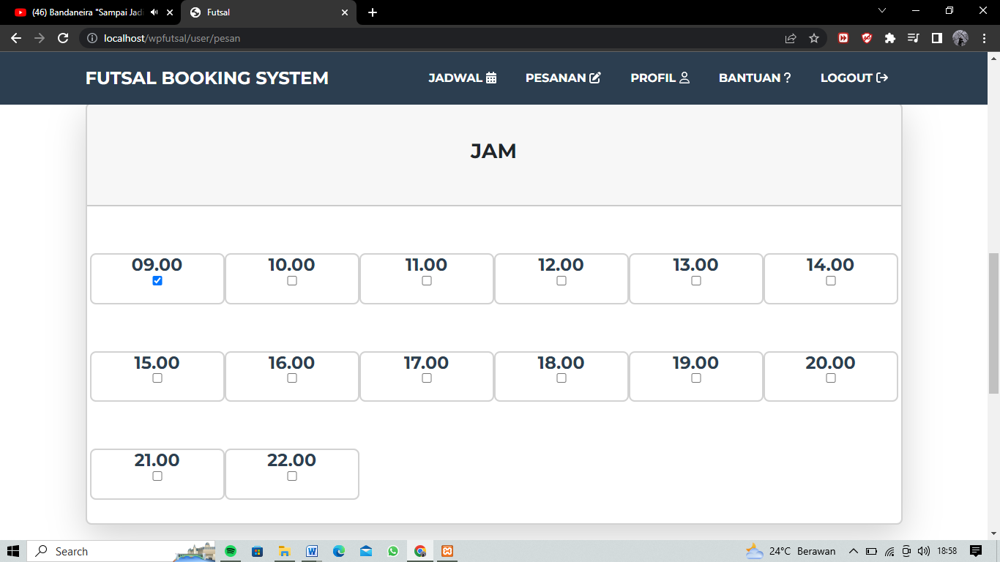 (46) Bandaneira "Sampai Jad
Futsal
localhost/wpfutsal/user/pesan
FUTSAL BOOKING SYSTEM
JADWAL
PESANAN
PROFIL
BANTUAN ?
LOGOUT
JAM
09.00 10.00 11.00 12.00 13.00 14.00
15.00 16.00 17.00 18.00 19.00 20.00
21.00 22.00
Search
24°C Berawan
18:58